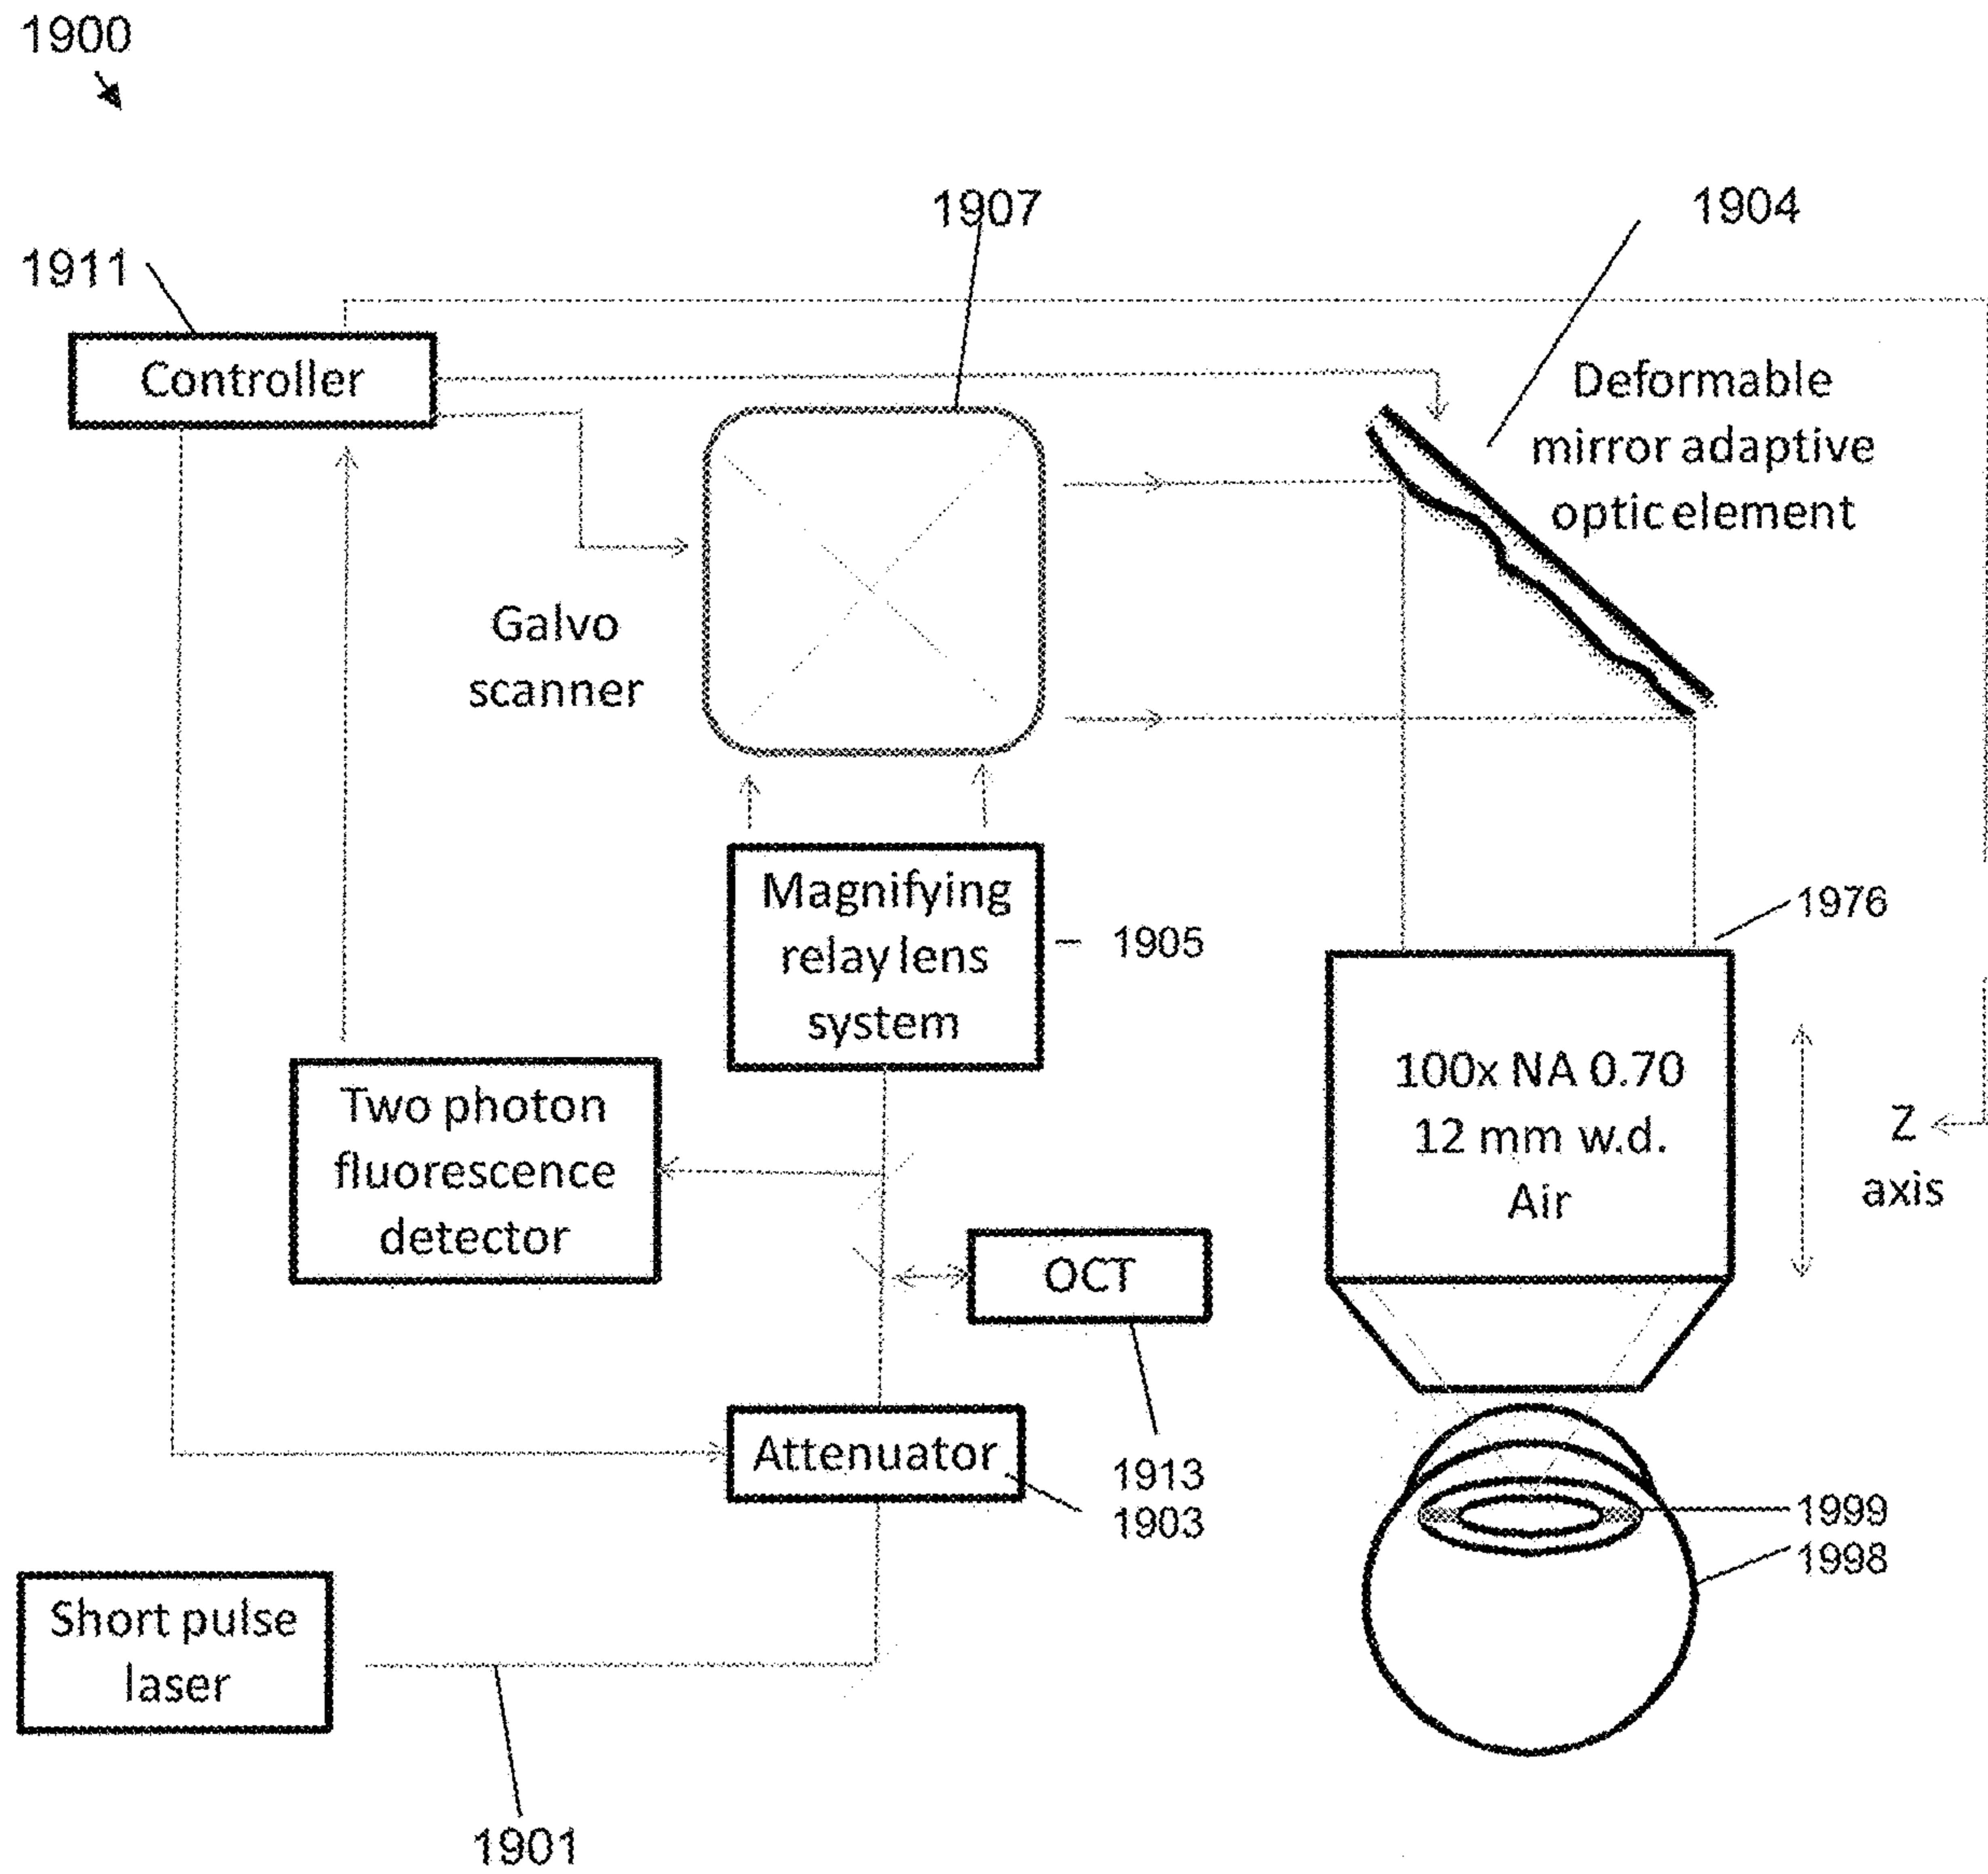 1900
1907
1904
1911
Controller
Deformable
mirror adaptive
optic element
Galvo
scanner
Magnifying
relay lens
system
1905
1976
100x NA 0.70
12 mm w.d.
Air
Z
axis
Two photon
fluorescence
detector
OCT
Attenuator
1913
1903
1999
1998
Short pulse
laser
1901